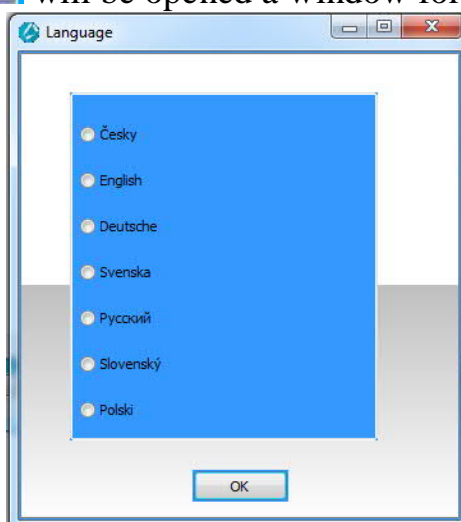 will be opened a window for
Language
Česky
English
Deutsche
Svenska
Русский
Slovenský
Polski
OK